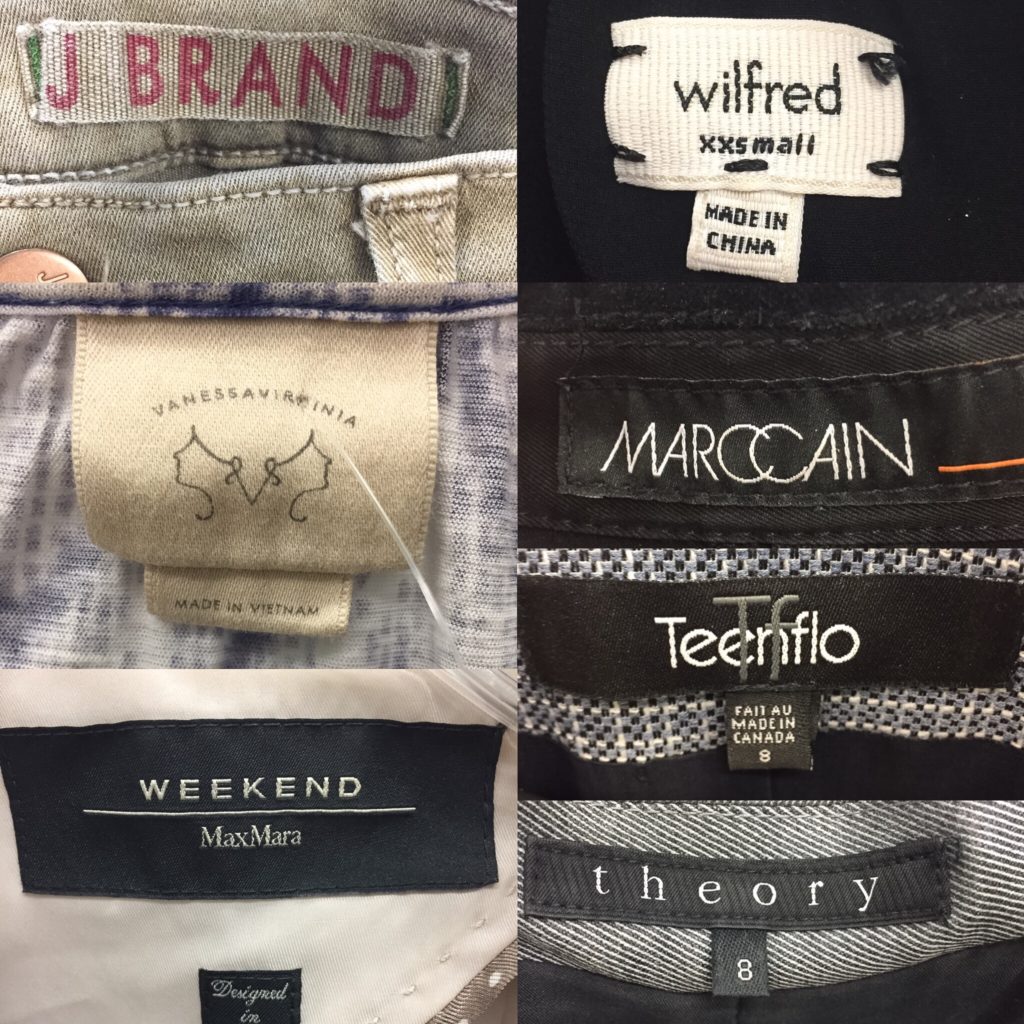 J BRAND
wilfred
xxsmall
MADE IN
CHINA
VANESSAVIRGINIA
MADE IN VIETNAM
MARCCAIN
Teenflo
Tf
FAIT AU
MADE IN
CANADA
8
WEEKEND
MaxMara
Designed
in
theory
8